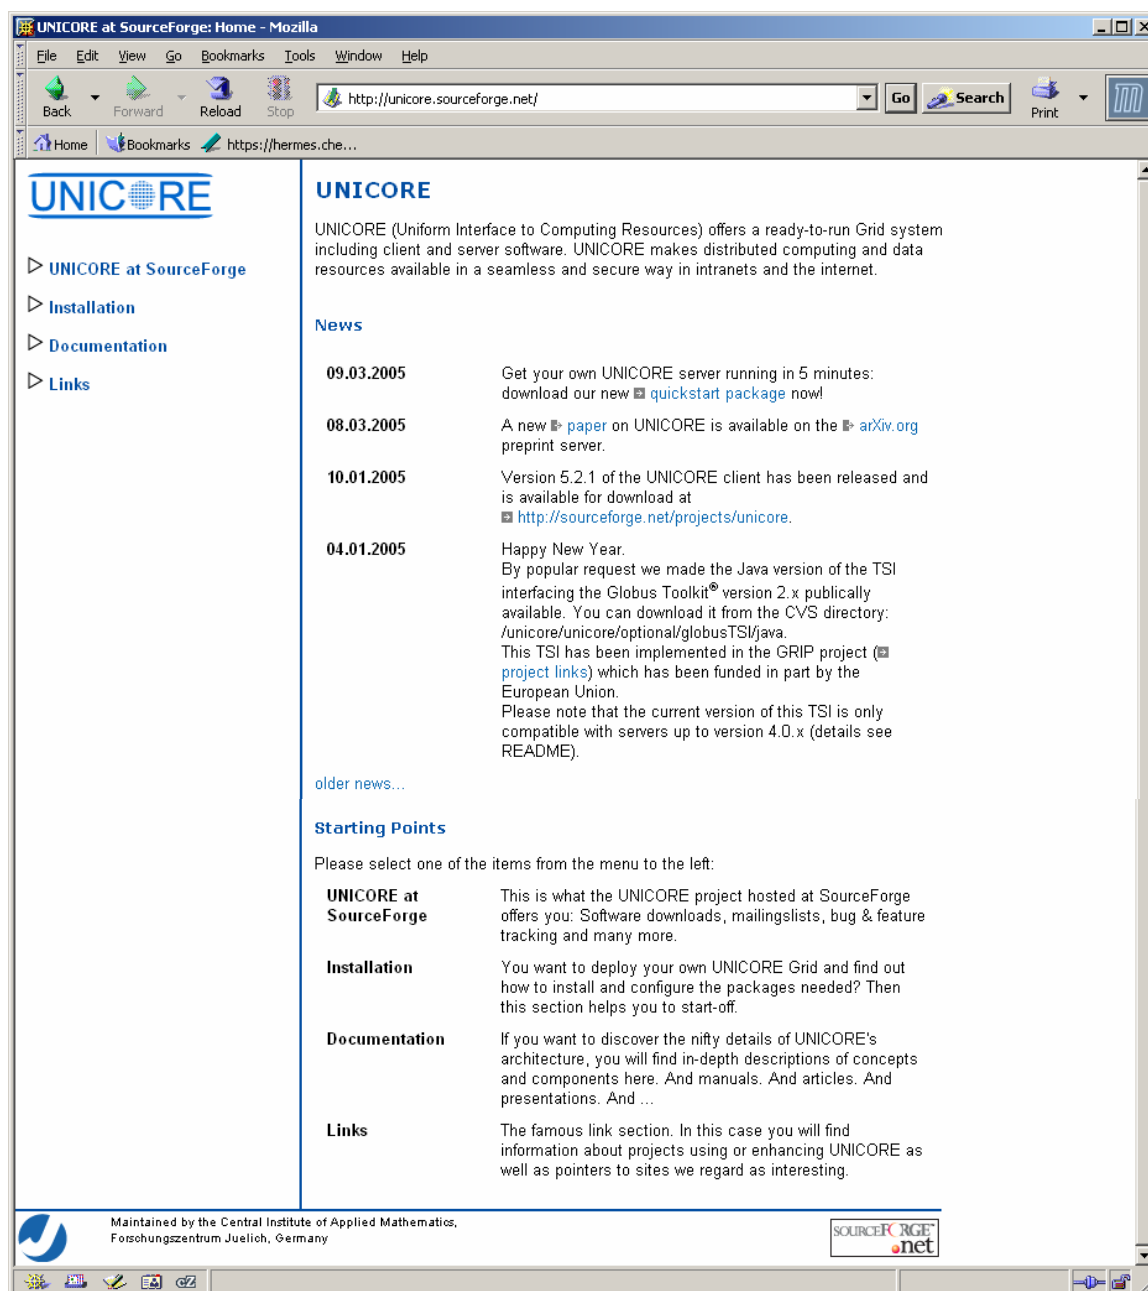 UNICORE at SourceForge: Home - Mozilla
File Edit View Go Bookmarks Tools Window Help
Back Forward Reload Stop http://unicore.sourceforge.net/ Go Search Print
Home Bookmarks https://hermes.che...
UNICORE
UNICORE at SourceForge
Installation
Documentation
Links
UNICORE
UNICORE (Uniform Interface to Computing Resources) offers a ready-to-run Grid system
including client and server software. UNICORE makes distributed computing and data
resources available in a seamless and secure way in intranets and the internet.
News
09.03.2005 Get your own UNICORE server running in 5 minutes:
download our new quickstart package now!
08.03.2005 A new paper on UNICORE is available on the arXiv.org
preprint server.
10.01.2005 Version 5.2.1 of the UNICORE client has been released and
is available for download at
http://sourceforge.net/projects/unicore.
04.01.2005 Happy New Year.
By popular request we made the Java version of the TSI
interfacing the Globus Toolkit® version 2.x publically
available. You can download it from the CVS directory:
/unicore/unicore/optional/globusTSI/java.
This TSI has been implemented in the GRIP project (
project links) which has been funded in part by the
European Union.
Please note that the current version of this TSI is only
compatible with servers up to version 4.0.x (details see
README).
older news...
Starting Points
Please select one of the items from the menu to the left:
UNICORE at This is what the UNICORE project hosted at SourceForge
SourceForge offers you: Software downloads, mailingslists, bug & feature
tracking and many more.
Installation You want to deploy your own UNICORE Grid and find out
how to install and configure the packages needed? Then
this section helps you to start-off.
Documentation If you want to discover the nifty details of UNICORE's
architecture, you will find in-depth descriptions of concepts
and components here. And manuals. And articles. And
presentations. And ...
Links The famous link section. In this case you will find
information about projects using or enhancing UNICORE as
well as pointers to sites we regard as interesting.
Maintained by the Central Institute of Applied Mathematics,
Forschungszentrum Juelich, Germany
SOURCEFORGE
.net